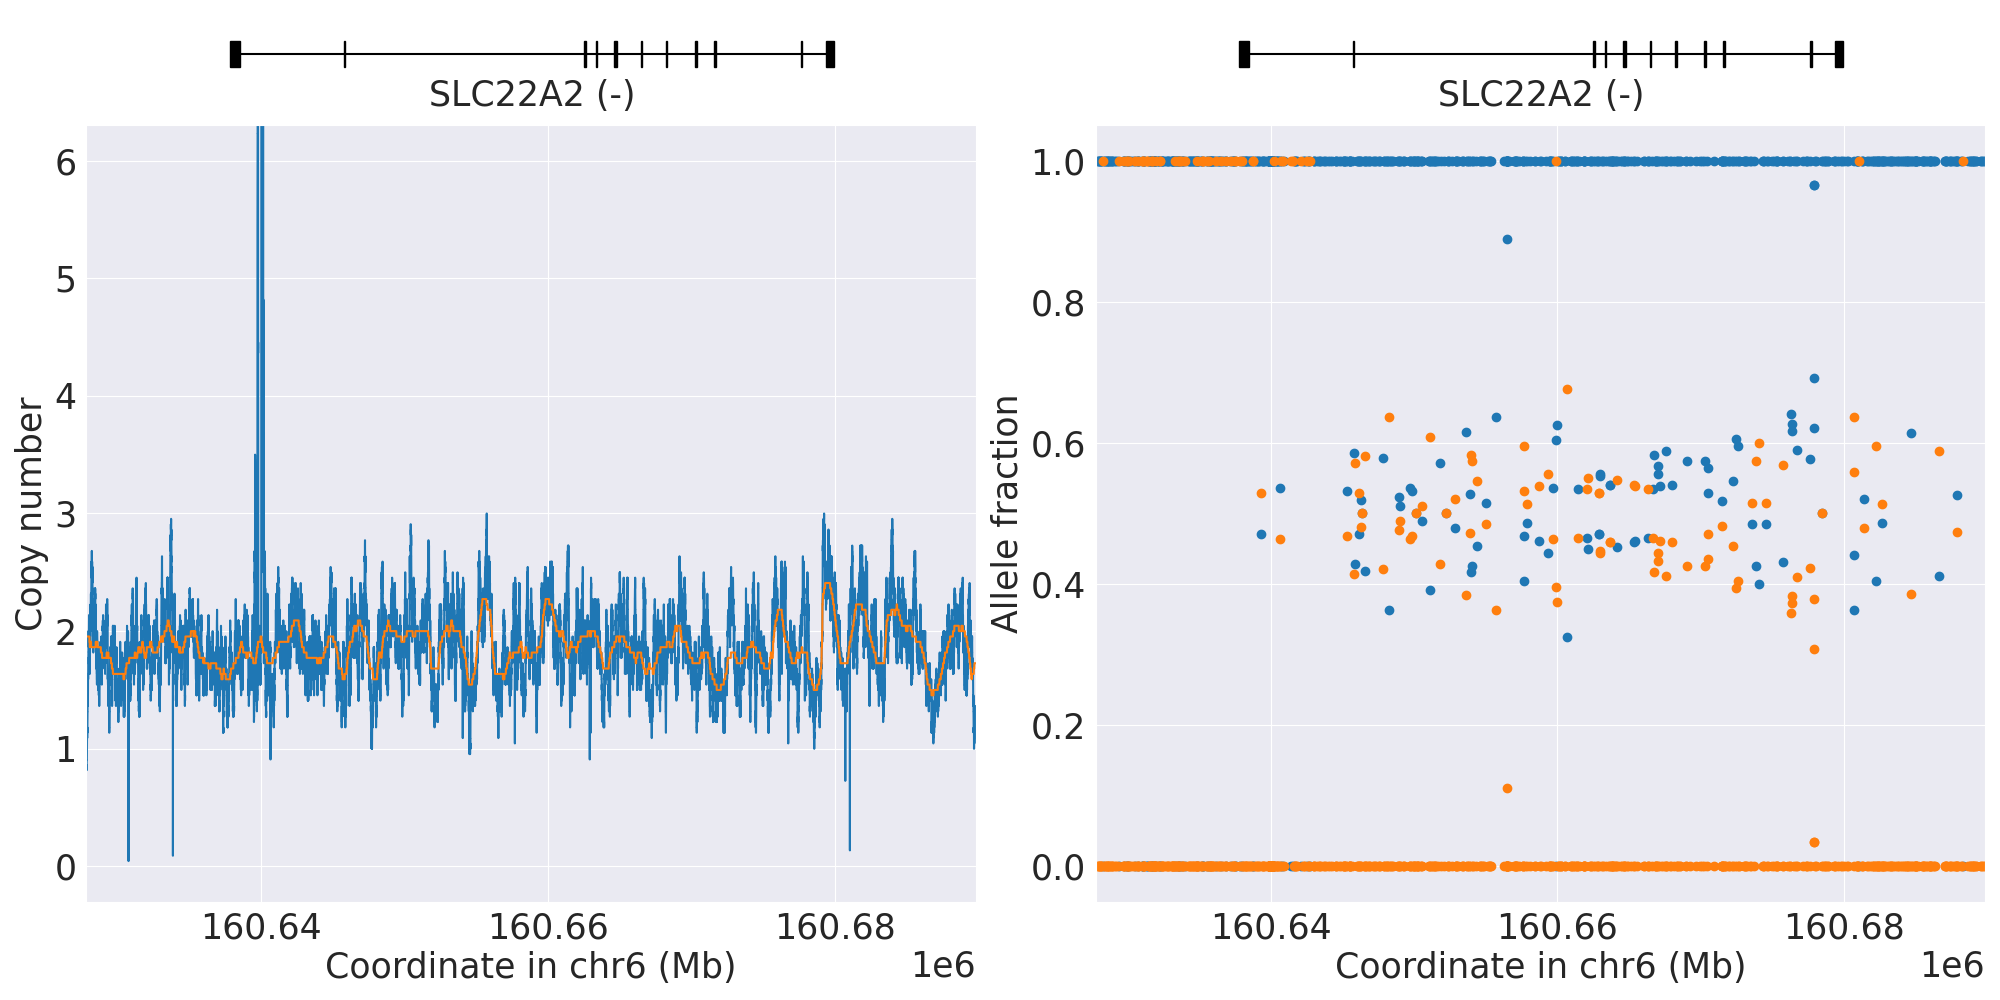 SLC22A2 (-)
SLC22A2 (-)
Copy number
6
5
4
3
2
1
0
160.64
160.66
160.68
Coordinate in chr6 (Mb)
1e6
Allele fraction
1.0
0.8
0.6
0.4
0.2
0.0
160.64
160.66
160.68
Coordinate in chr6 (Mb)
1e6